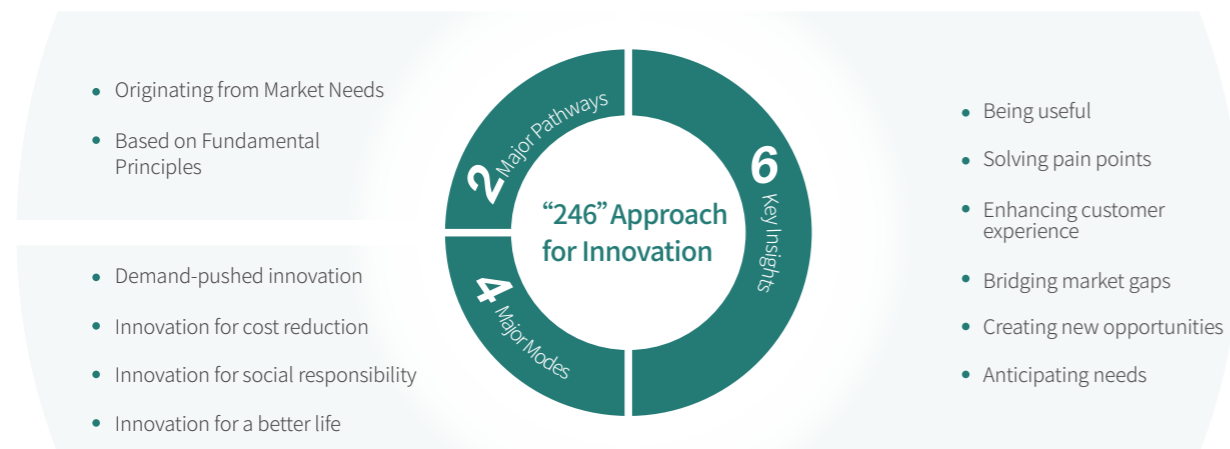 Originating from Market Needs
Based on Fundamental
Principles
2 Major Pathways
Demand-pushed innovation
Innovation for cost reduction
Innovation for social responsibility
Innovation for a better life
4 Major Modes
“246” Approach
for Innovation
6 Key Insights
Being useful
Solving pain points
Enhancing customer
experience
Bridging market gaps
Creating new opportunities
Anticipating needs